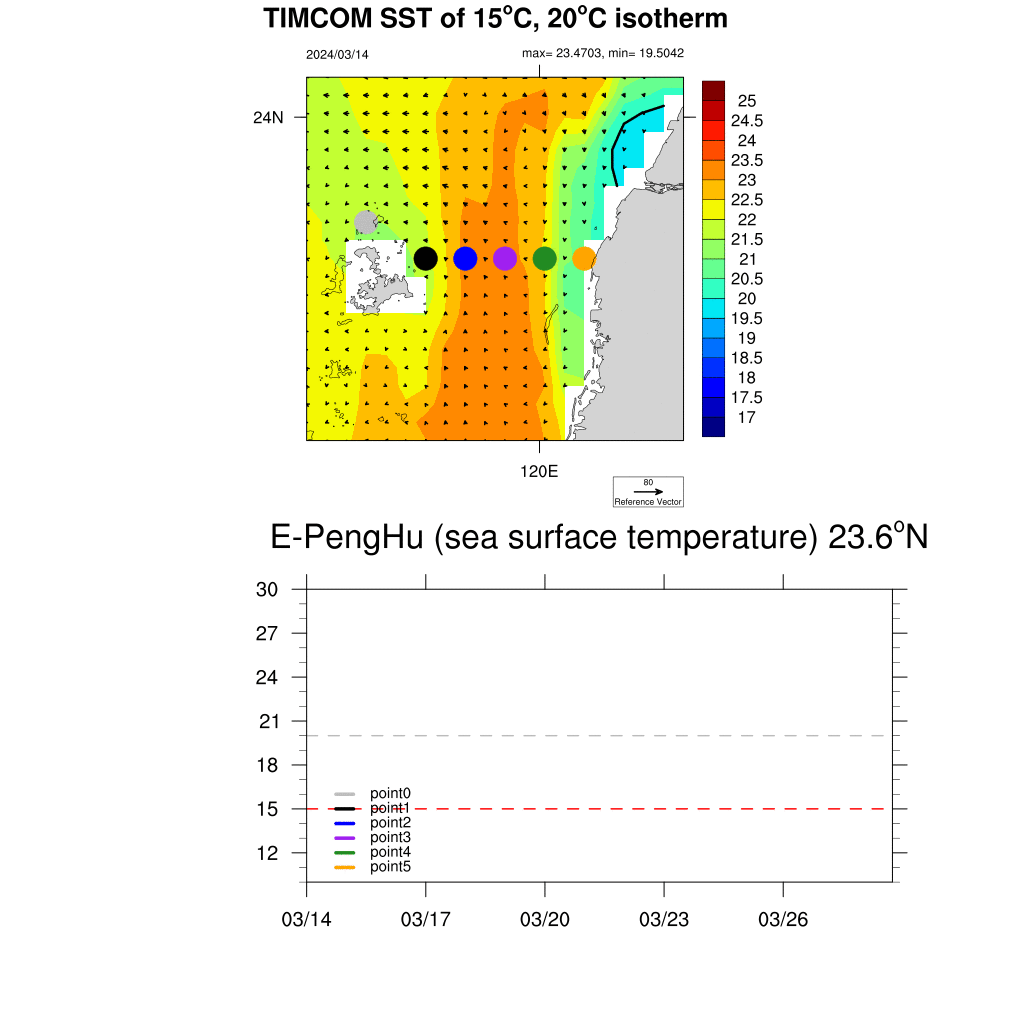 TIMCOM SST of 15°C, 20°C isotherm
2024/03/14
max= 23.4703, min= 19.5042
24N
120E
25
24.5
24
23.5
23
22.5
22
21.5
21
20.5
20
19.5
19
18.5
18
17.5
17
80
Reference Vector
E-PengHu (sea surface temperature) 23.6°N
30
27
24
21
18
15
12
point0
point1
point2
point3
point4
point5
03/14
03/17
03/20
03/23
03/26